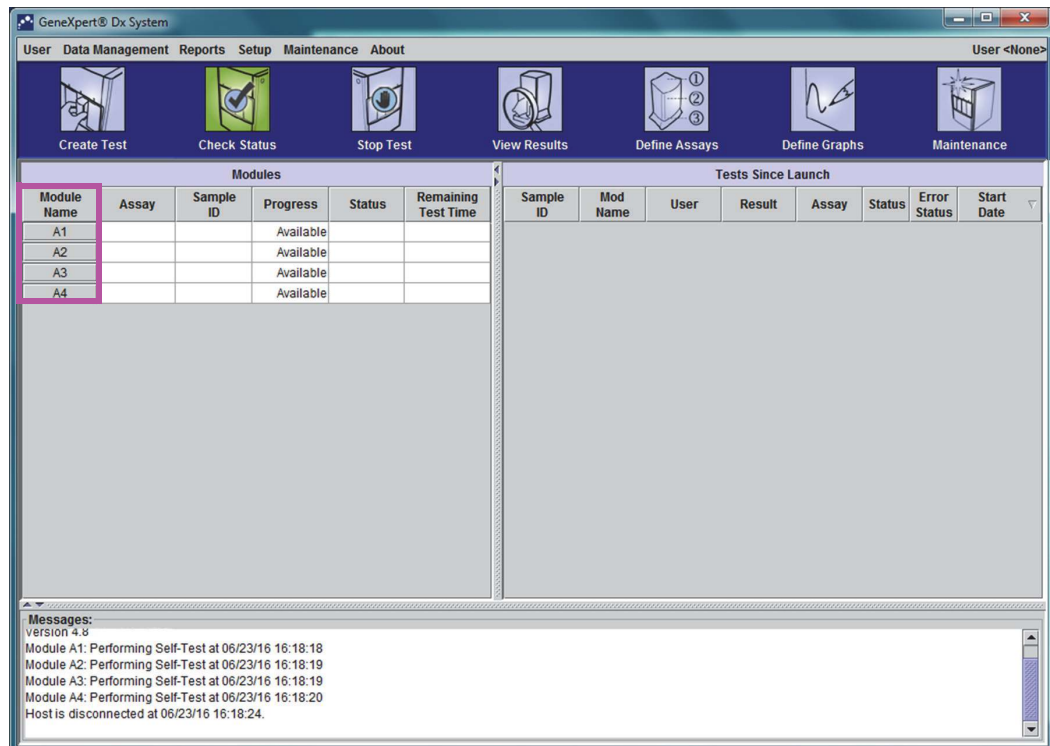 GeneXpert® Dx System
User Data Management Reports Setup Maintenance About User <None>
Create Test Check Status Stop Test View Results Define Assays Define Graphs Maintenance
① 
②
③
Modules
Module Name Assay Sample ID Progress Status Remaining Test Time
A1 Available
A2 Available
A3 Available
A4 Available
Tests Since Launch
Sample ID Mod Name User Result Assay Status Error Status Start Date
Messages:
Version 4.8
Module A1: Performing Self-Test at 06/23/16 16:18:18
Module A2: Performing Self-Test at 06/23/16 16:18:19
Module A3: Performing Self-Test at 06/23/16 16:18:19
Module A4: Performing Self-Test at 06/23/16 16:18:20
Host is disconnected at 06/23/16 16:18:24.